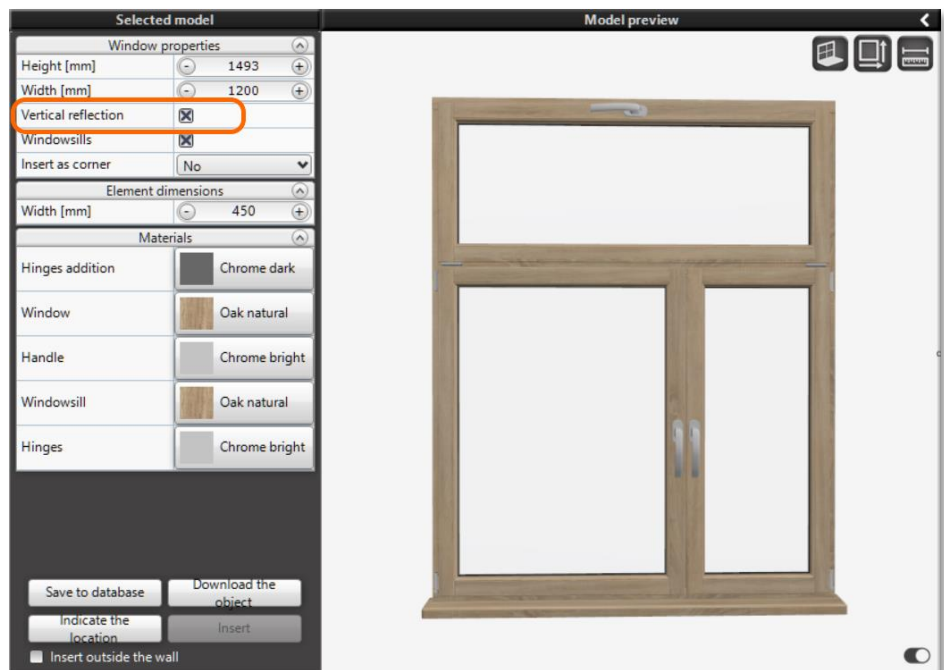 Selected model
Model preview
Window properties
Height [mm] - 1493 +
Width [mm] - 1200 +
Vertical reflection
Windowsills
Insert as corner No
Element dimensions
Width [mm] - 450 +
Materials
Hinges addition Chrome dark
Window Oak natural
Handle Chrome bright
Windowsill Oak natural
Hinges Chrome bright
Save to database
Download the
object
Indicate the
location
Insert
Insert outside the wall